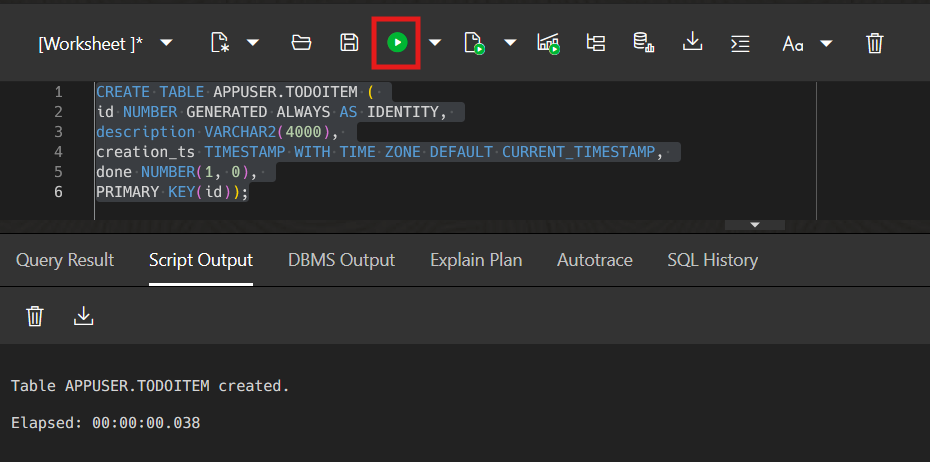 [Worksheet ]*
Aa
1 CREATE TABLE APPUSER.TODOITEM (
2 id NUMBER GENERATED ALWAYS AS IDENTITY,
3 description VARCHAR2(4000),
4 creation_ts TIMESTAMP WITH TIME ZONE DEFAULT CURRENT_TIMESTAMP,
5 done NUMBER(1, 0),
6 PRIMARY KEY(id));
Query Result Script Output DBMS Output Explain Plan Autotrace SQL History
Table APPUSER.TODOITEM created.
Elapsed: 00:00:00.038